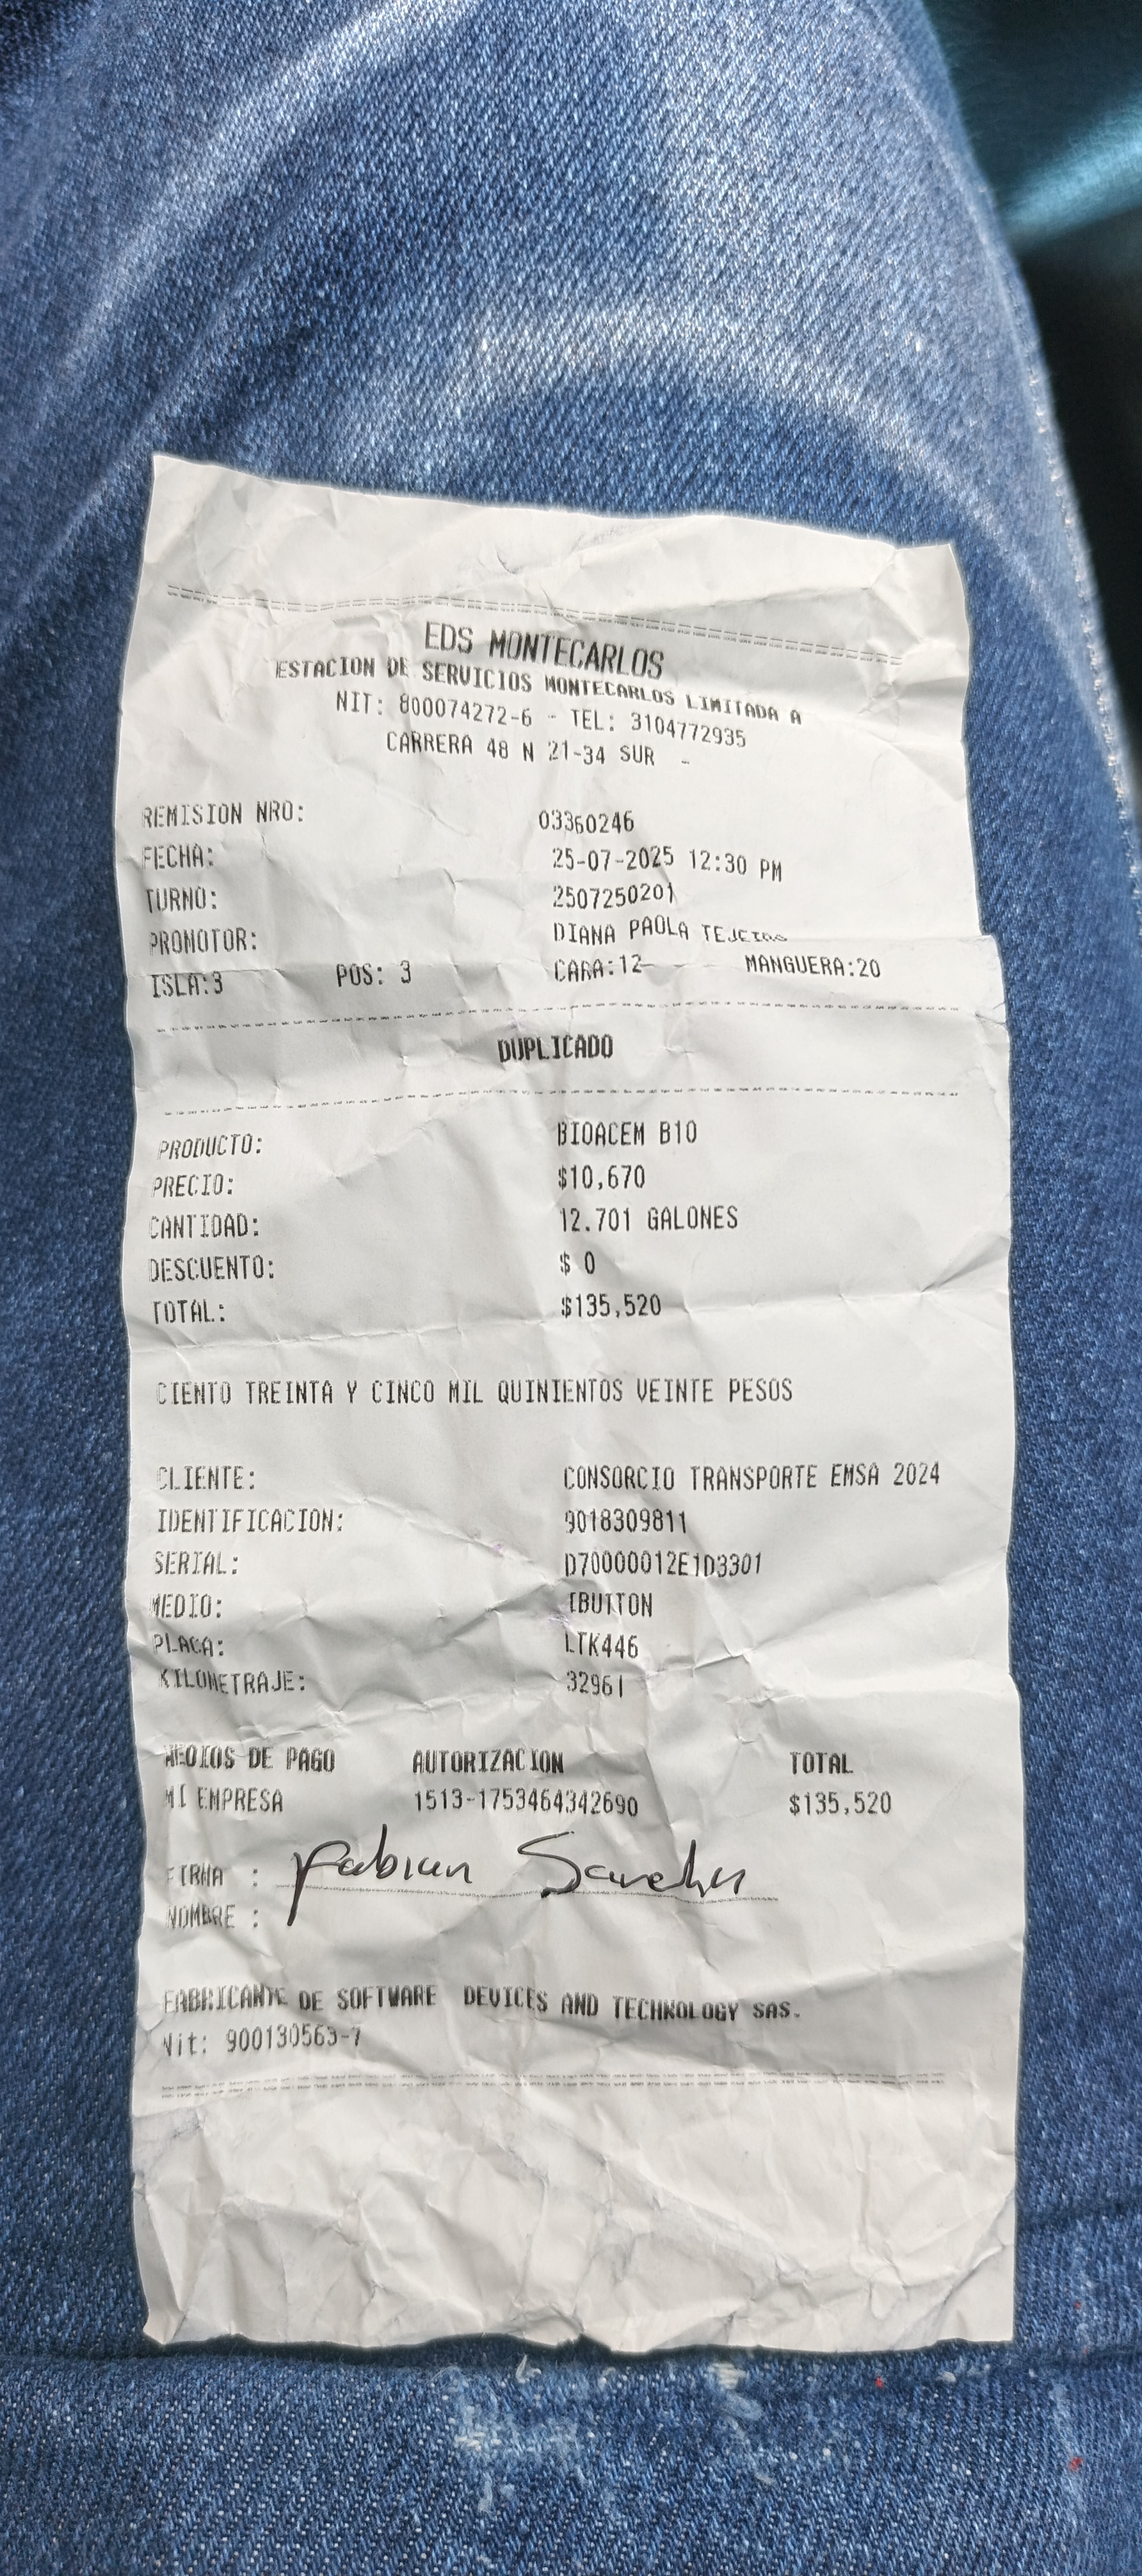 EDS MONTECARLOS
ESTACION DE SERVICIOS MONTECARLOS LIMITADA A
NIT: 800074272-6 - TEL: 3104772935
CARRERA 48 N 21-34 SUR -
REMISION NRO: 03360246
FECHA: 25-07-2025 12:30 PM
TURNO: 2507250201
PROMOTOR: DIANA PAOLA
ISLA:3 POS: 3 CARA:12 MANGUERA:20
DUPLICADO
PRODUCTO: BIOACEM B10
PRECIO: $10,670
CANTIDAD: 12.701 GALONES
DESCUENTO: $ 0
TOTAL: $135,520
CIENTO TREINTA Y CINCO MIL QUINIENTOS VEINTE PESOS
CLIENTE: CONSORCIO TRANSPORTE EMSA 2024
IDENTIFICACION: 9018309811
SERIAL: D70000012E1D3301
MEDIO: IBUTTON
PLACA: LTK446
KILOMETRAJE: 32961
MEDIOS DE PAGO AUTORIZACION TOTAL
MI EMPRESA 1513-1753464342690 $135,520
FIRMA : Fabian Sanchez
NOMBRE :
FABRICANTE DE SOFTWARE DEVICES AND TECHNOLOGY SAS.
Nit: 900130563-7